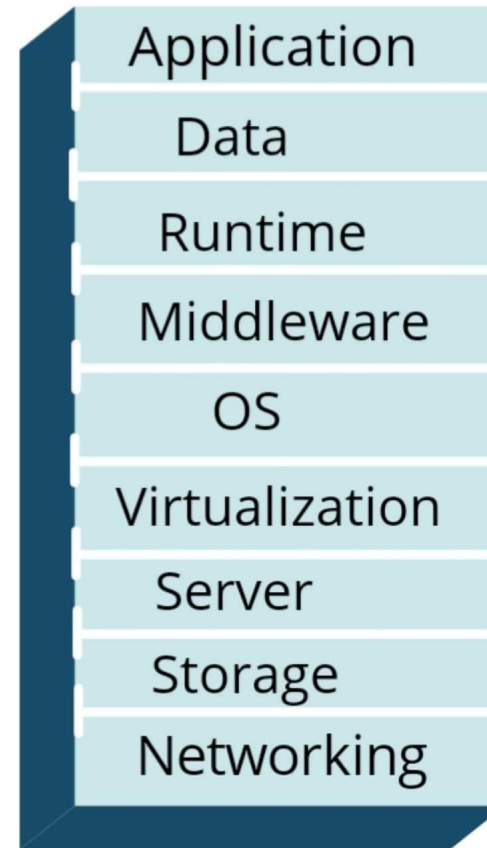 Application
Data
Runtime
Middleware
OS
Virtualization
Server
Storage
Networking